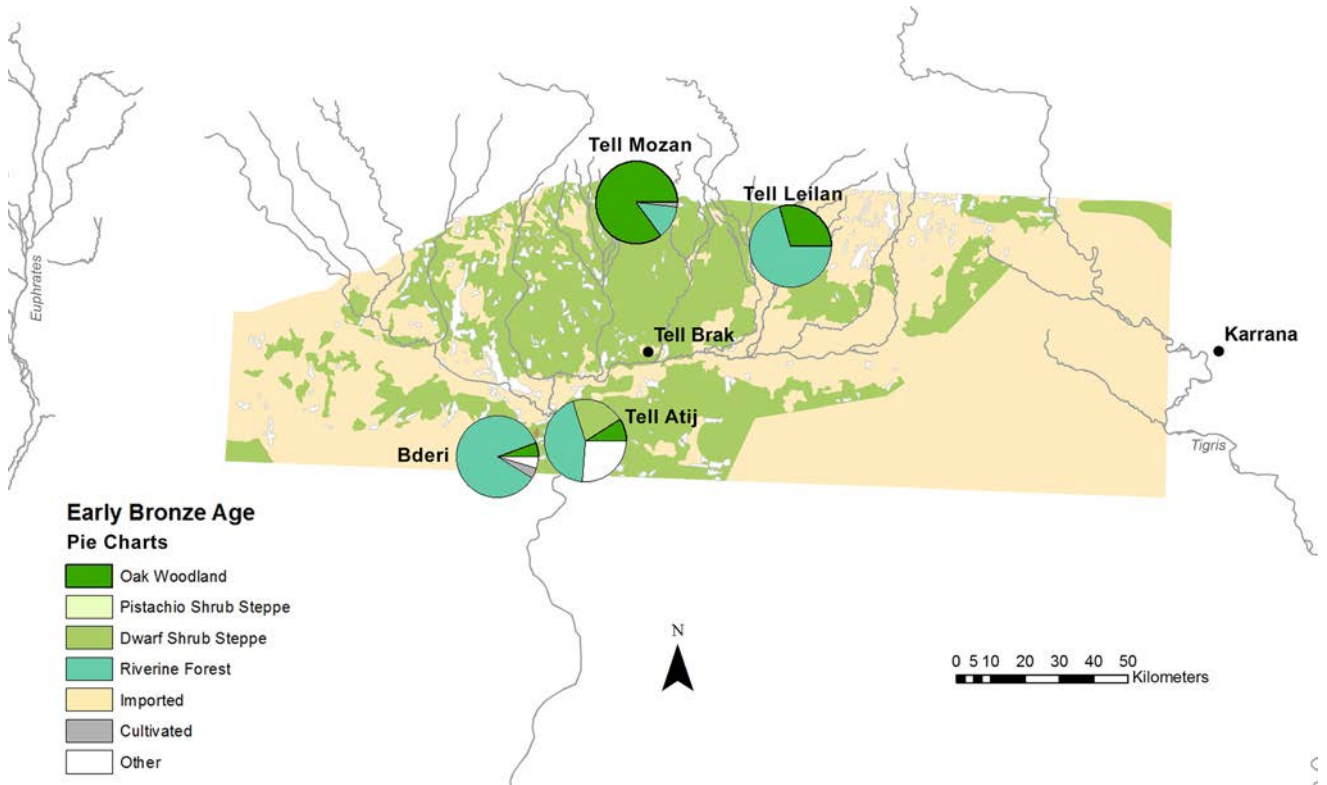 Tell Mozan
Tell Leilan
Euphrates
Tell Brak
Karrana
Tell Atij
Bderi
Tigris
Early Bronze Age
Pie Charts
Oak Woodland
Pistachio Shrub Steppe
Dwarf Shrub Steppe
Riverine Forest
Imported
Cultivated
Other
N
0 5 10 20 30 40 50
Kilometers